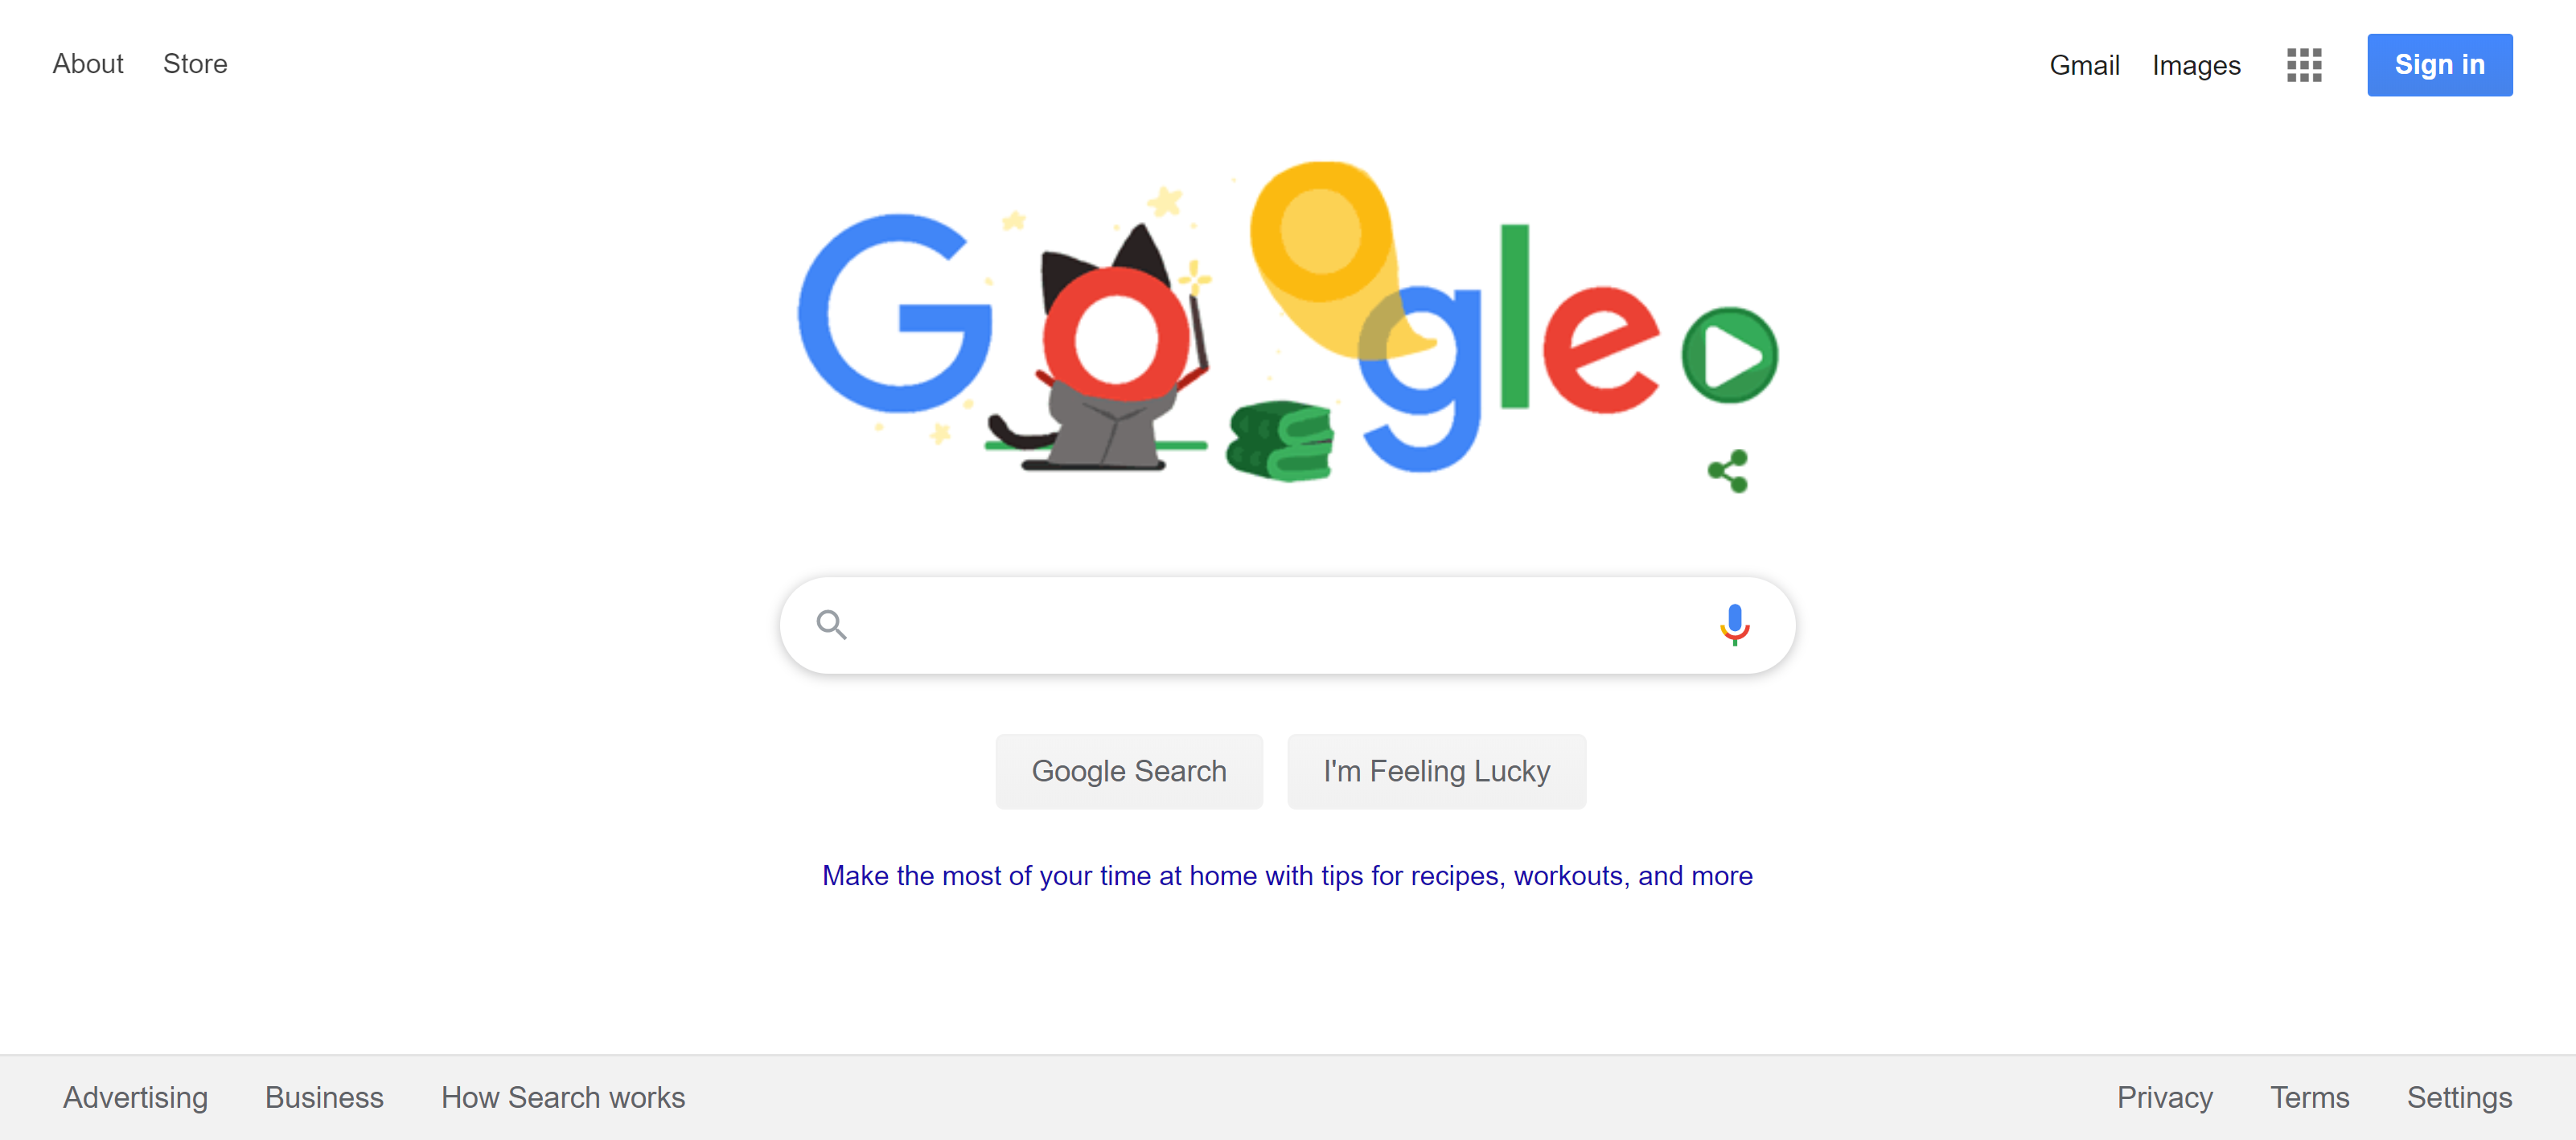 About Store Gmail Images Sign in
Google
Google Search I'm Feeling Lucky
Make the most of your time at home with tips for recipes, workouts, and more
Advertising Business How Search works Privacy Terms Settings